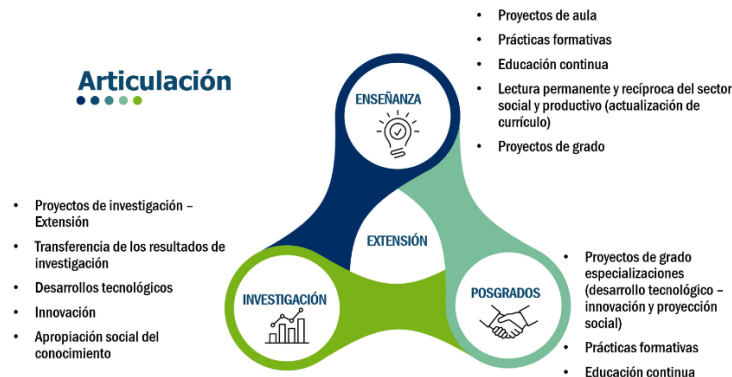 Articulación
• Proyectos de aula
• Prácticas formativas
• Educación continua
• Lectura permanente y recíproca del sector
social y productivo (actualización de
currículo)
• Proyectos de grado
ENSEÑANZA
EXTENSIÓN
INVESTIGACIÓN
POSGRADOS
• Proyectos de investigación –
Extensión
• Transferencia de los resultados de
investigación
• Desarrollos tecnológicos
• Innovación
• Apropiación social del
conocimiento
• Proyectos de grado
especializaciones
(desarrollo tecnológico –
innovación y proyección
social)
• Prácticas formativas
• Educación continua